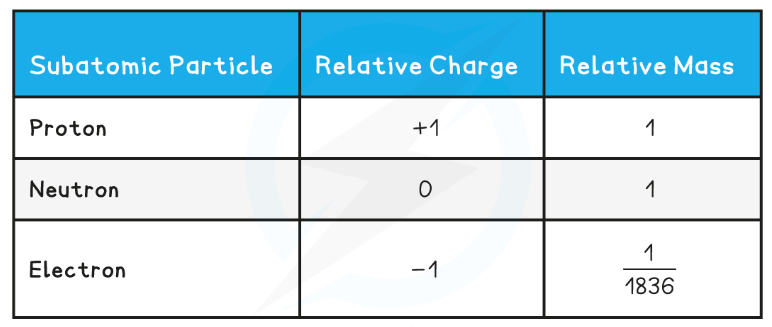 Subatomic Particle Relative Charge Relative Mass
Proton +1 1
Neutron 0 1
Electron −1 1/1836